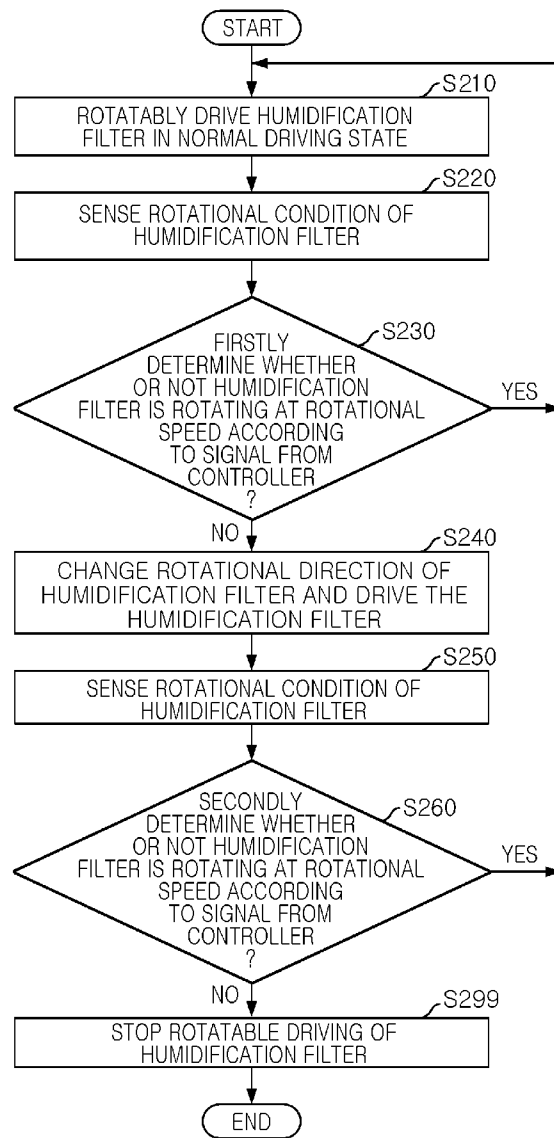 START
S210
ROTATABLY DRIVE HUMIDIFICATION
FILTER IN NORMAL DRIVING STATE
S220
SENSE ROTATIONAL CONDITION OF
HUMIDIFICATION FILTER
S230
FIRSTLY
DETERMINE WHETHER
OR NOT HUMIDIFICATION
FILTER IS ROTATING AT ROTATIONAL
SPEED ACCORDING
TO SIGNAL FROM
CONTROLLER
?
YES
NO
S240
CHANGE ROTATIONAL DIRECTION OF
HUMIDIFICATION FILTER AND DRIVE THE
HUMIDIFICATION FILTER
S250
SENSE ROTATIONAL CONDITION OF
HUMIDIFICATION FILTER
S260
SECONDLY
DETERMINE WHETHER
OR NOT HUMIDIFICATION
FILTER IS ROTATING AT ROTATIONAL
SPEED ACCORDING
TO SIGNAL FROM
CONTROLLER
?
YES
NO
S299
STOP ROTATABLE DRIVING OF
HUMIDIFICATION FILTER
END